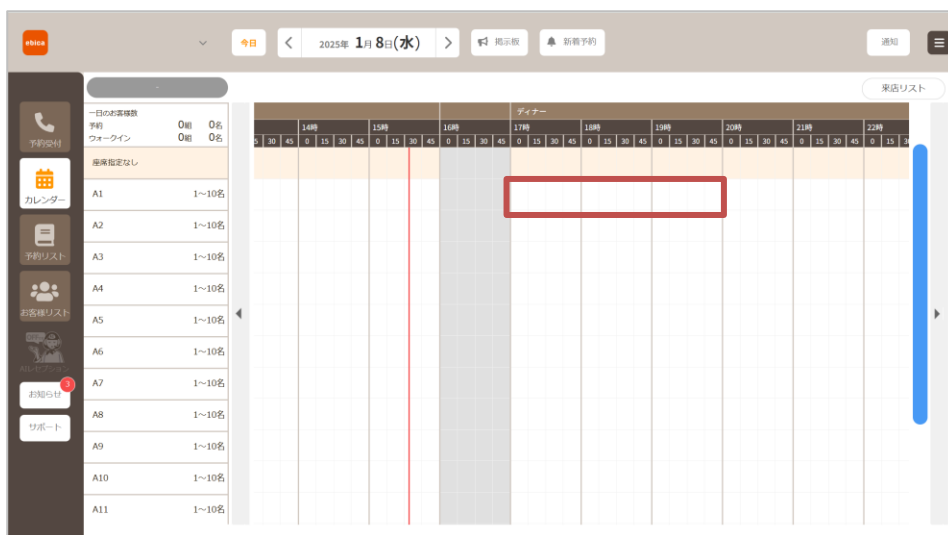 ebica
今日
2025年 1月 8日(水)
掲示板
新着予約
通知
-
来店リスト
予約受付
カレンダー
予約リスト
お客様リスト
お知らせ
3
サポート
一日のお客様数
予約 0組 0名
ウォークイン 0組 0名
ディナー
14時 15時 16時 17時 18時 19時 20時 21時 22時
5 30 45 0 15 30 45 0 15 30 45 0 15 30 45 0 15 30 45 0 15 30 45 0 15 30 45 0 15 30 45 0 15 30 45 0 15
座席指定なし
A1 1~10名
A2 1~10名
A3 1~10名
A4 1~10名
A5 1~10名
A6 1~10名
A7 1~10名
A8 1~10名
A9 1~10名
A10 1~10名
A11 1~10名